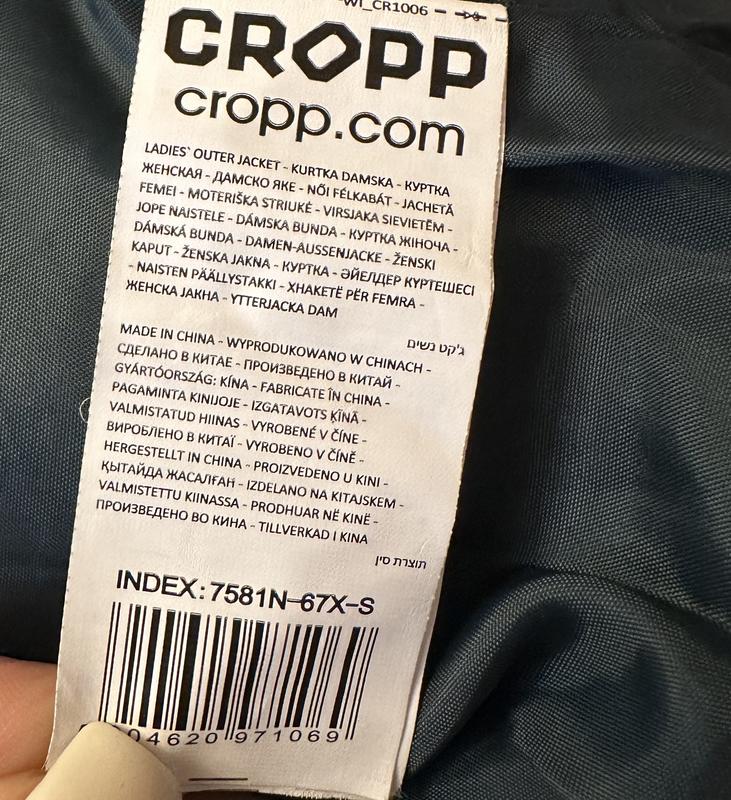 WI_CR1006
CROPP
cropp.com
LADIES` OUTER JACKET - KURTKA DAMSKA - КУРТКА
ЖЕНСКАЯ - ДАМСКО ЯКЕ - NŐI FÉLKABÁT - JACHETĂ
FEMEI - MOTERIŠKA STRIUKĖ - VIRSJAKA SIEVIETĒM -
JOPE NAISTELE - DÁMSKA BUNDA - КУРТКА ЖІНОЧА -
DÁMSKÁ BUNDA - DAMEN-AUSSENJACKE - ŽENSKI
KAPUT - ŽENSKA JAKNA - КУРТКА - ӘЙЕЛДЕР КҮРТЕШЕСІ
- NAISTEN PÄÄLLYSTAKKI - XHAKETË PËR FEMRA -
ЖЕНСКА ЈАКНА - YTTERJACKA DAM
ג'קט נשים
MADE IN CHINA - WYPRODUKOWANO W CHINACH -
СДЕЛАНО В КИТАЕ - ПРОИЗВЕДЕНО В КИТАЙ -
GYÁRTÓORSZÁG: KÍNA - FABRICATE ÎN CHINA -
PAGAMINTA KINIJOJE - IZGATAVOTS ĶĪNĀ -
VALMISTATUD HIINAS - VYROBENÉ V ČÍNE -
ВИРОБЛЕНО В КИТАЇ - VYROBENO V ČÍNĚ -
HERGESTELLT IN CHINA - PROIZVEDENO U KINI -
ҚЫТАЙДА ЖАСАЛҒАН - IZDELANO NA KITAJSKEM -
VALMISTETTU KIINASSA - PRODHUAR NË KINË -
ПРОИЗВЕДЕНО ВО КИНА - TILLVERKAD I KINA
תוצרת סין
INDEX: 7581N-67X-S
04620 971069